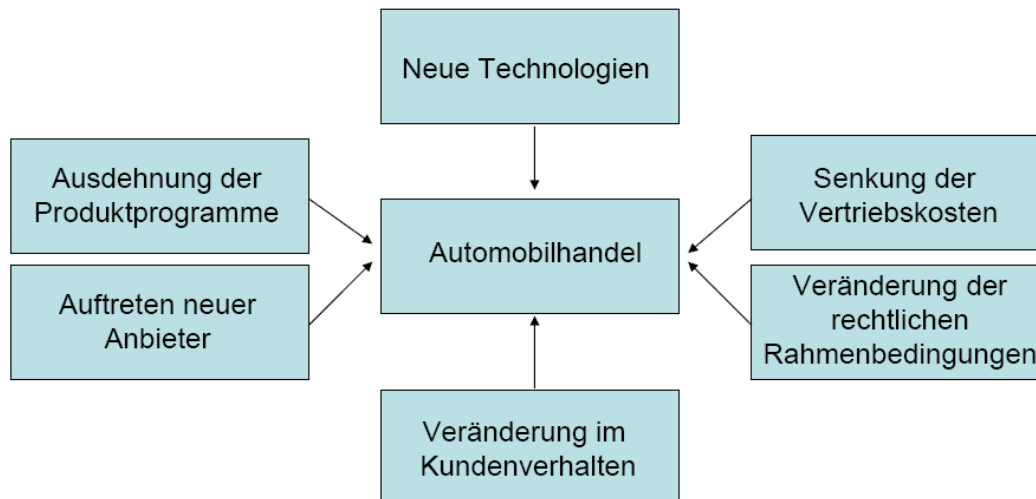 Neue Technologien
Ausdehnung der
Produktprogramme
Senkung der
Vertriebskosten
Automobilhandel
Auftreten neuer
Anbieter
Veränderung der
rechtlichen
Rahmenbedingungen
Veränderung im
Kundenverhalten